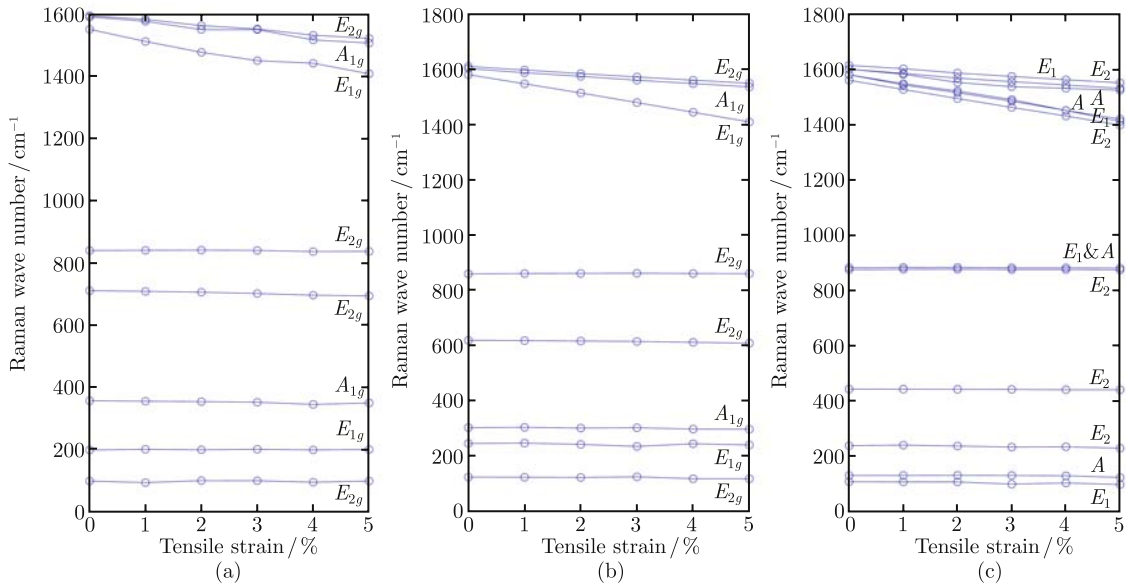 Raman wave number/cm⁻¹
1800
1600
1400
1600
1200
1000
800
600
400
200
0
E₂g
A₁g
E₁g
E₂g
E₂g
A₁g
E₁g
E₂g
0 1 2 3 4 5
Tensile strain/%
(a)
Raman wave number/cm⁻¹
1800
1600
1400
1200
1800
1000
800
600
400
200
0
E₂g
A₁g
E₁g
E₂g
E₂g
A₁g
E₁g
E₂g
0 1 2 3 4 5
Tensile strain/%
(b)
Raman wave number/cm⁻¹
1800
1600
1400
1200
1800
1000
800
600
400
200
0
E₁ E₂
A A
E₁
E₂
E₁&A
E₂
E₂
E₂
A
E₁
0 1 2 3 4 5
Tensile strain/%
(c)